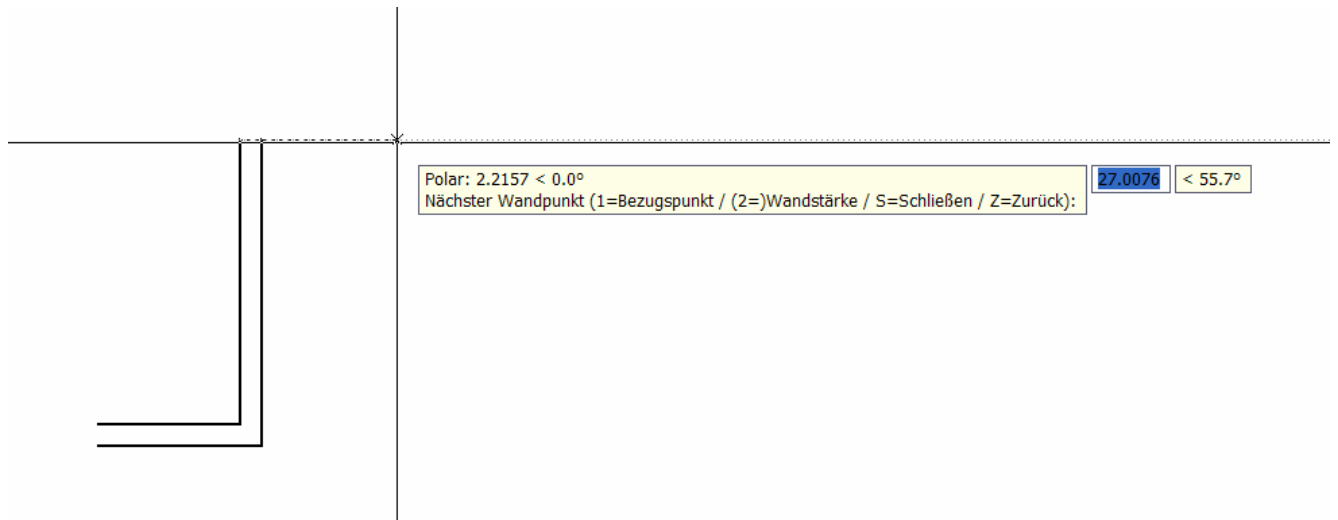 Polar: 2.2157 < 0.0°
27.0076
< 55.7°
Nächster Wandpunkt (1=Bezugspunkt / (2=)Wandstärke / S=Schließen / Z=Zurück):